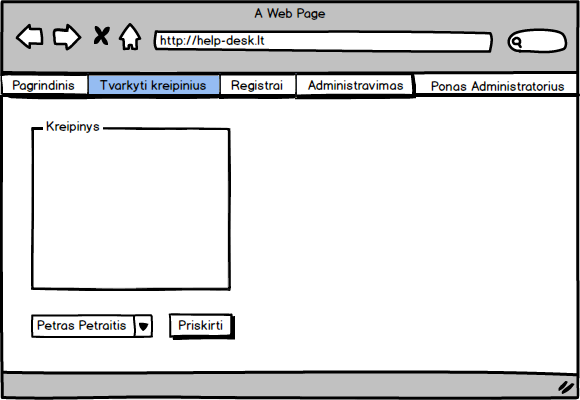 A Web Page
http://help-desk.lt
Pagrindinis Tvarkyti kreipinius Registrai Administravimas Ponas Administratorius
Kreipinys
Petras Petraitis Priskirti